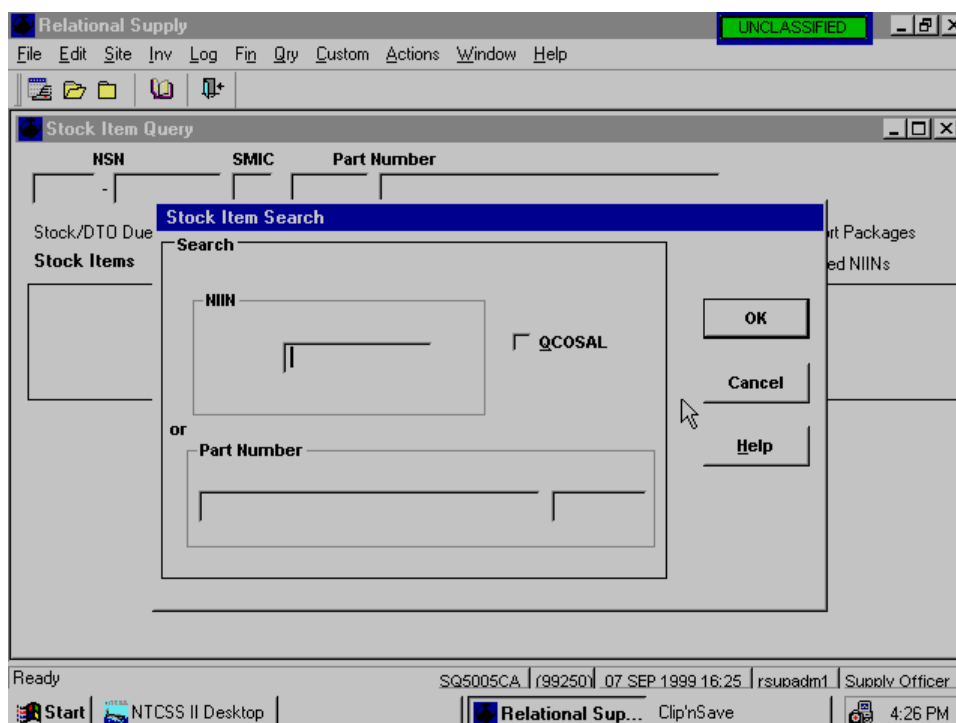 Relational Supply
UNCLASSIFIED
File Edit Site Inv Log Fin Qry Custom Actions Window Help
Stock Item Query
NSN SMIC Part Number
-
Stock/DTO Due
rt Packages
Stock Items
ed NIINs
Stock Item Search
Search
NIIN
QCOSAL
OK
Cancel
or
Help
Part Number
Ready
SQ5005CA (99250) 07 SEP 1999 16:25 rsupadm1 Supply Officer
Start NTCSS II Desktop Relational Sup... Clip'nSave 4:26 PM